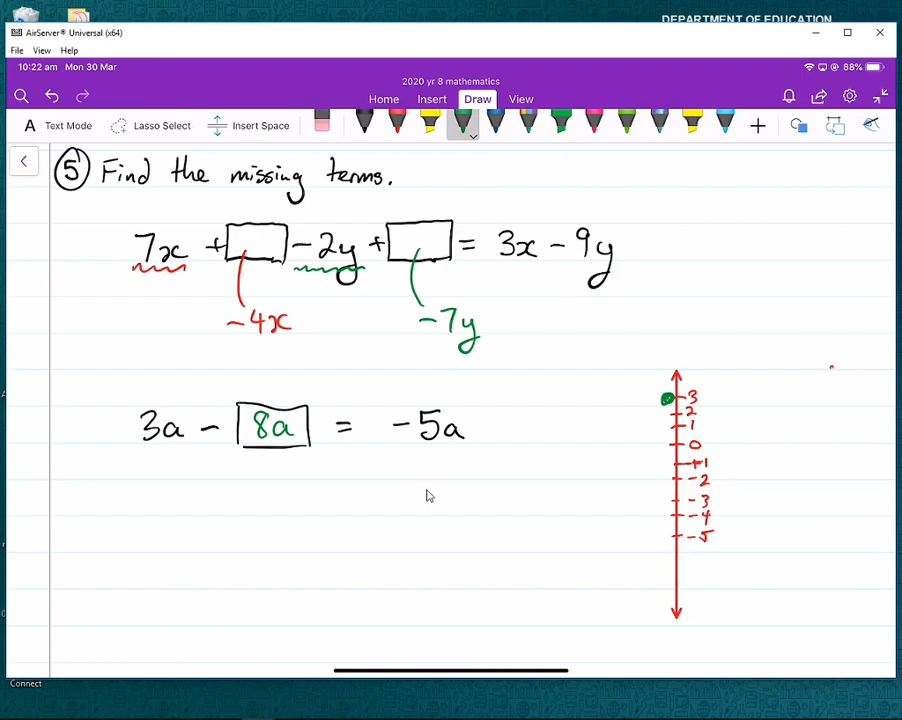 DEPARTMENT OF EDUCATION
AirServer® Universal (x64)
File View Help
10:22 am Mon 30 Mar 88%
2020 yr 8 mathematics
Home Insert Draw View
A Text Mode Lasso Select Insert Space
⑤ Find the missing terms.
7x + □ - 2y + □ = 3x - 9y
-4x -7y
3a - 8a = -5a
3
2
1
0
+1
-2
-3
-4
-5
Connect